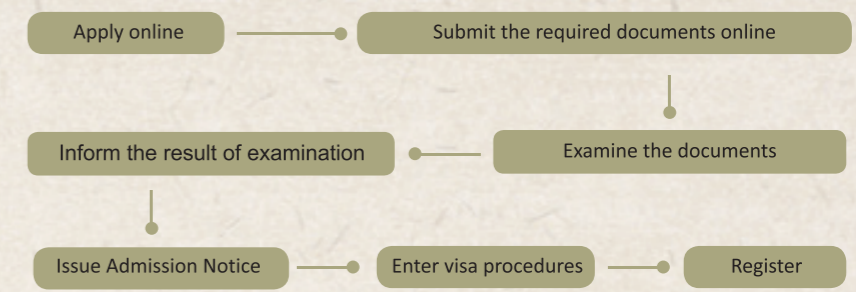 Apply online
Submit the required documents online
Examine the documents
Inform the result of examination
Issue Admission Notice
Enter visa procedures
Register